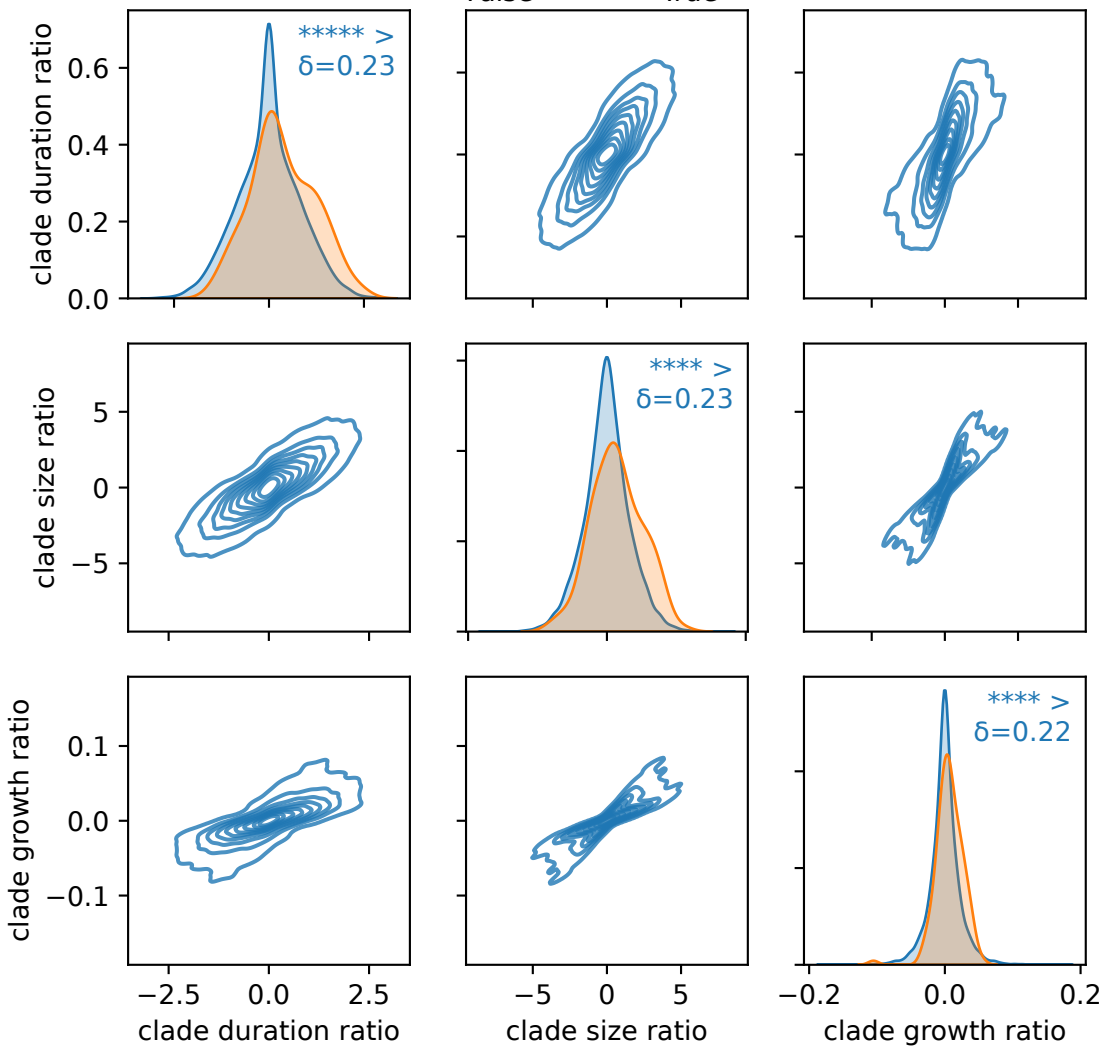 clade duration ratio
0.6
0.4
0.2
0.0
***** >
δ=0.23
clade size ratio
5
0
−5
**** >
δ=0.23
clade growth ratio
0.1
0.0
−0.1
**** >
δ=0.22
−2.5 0.0 2.5
−5 0 5
−0.2 0.0 0.2
clade duration ratio
clade size ratio
clade growth ratio